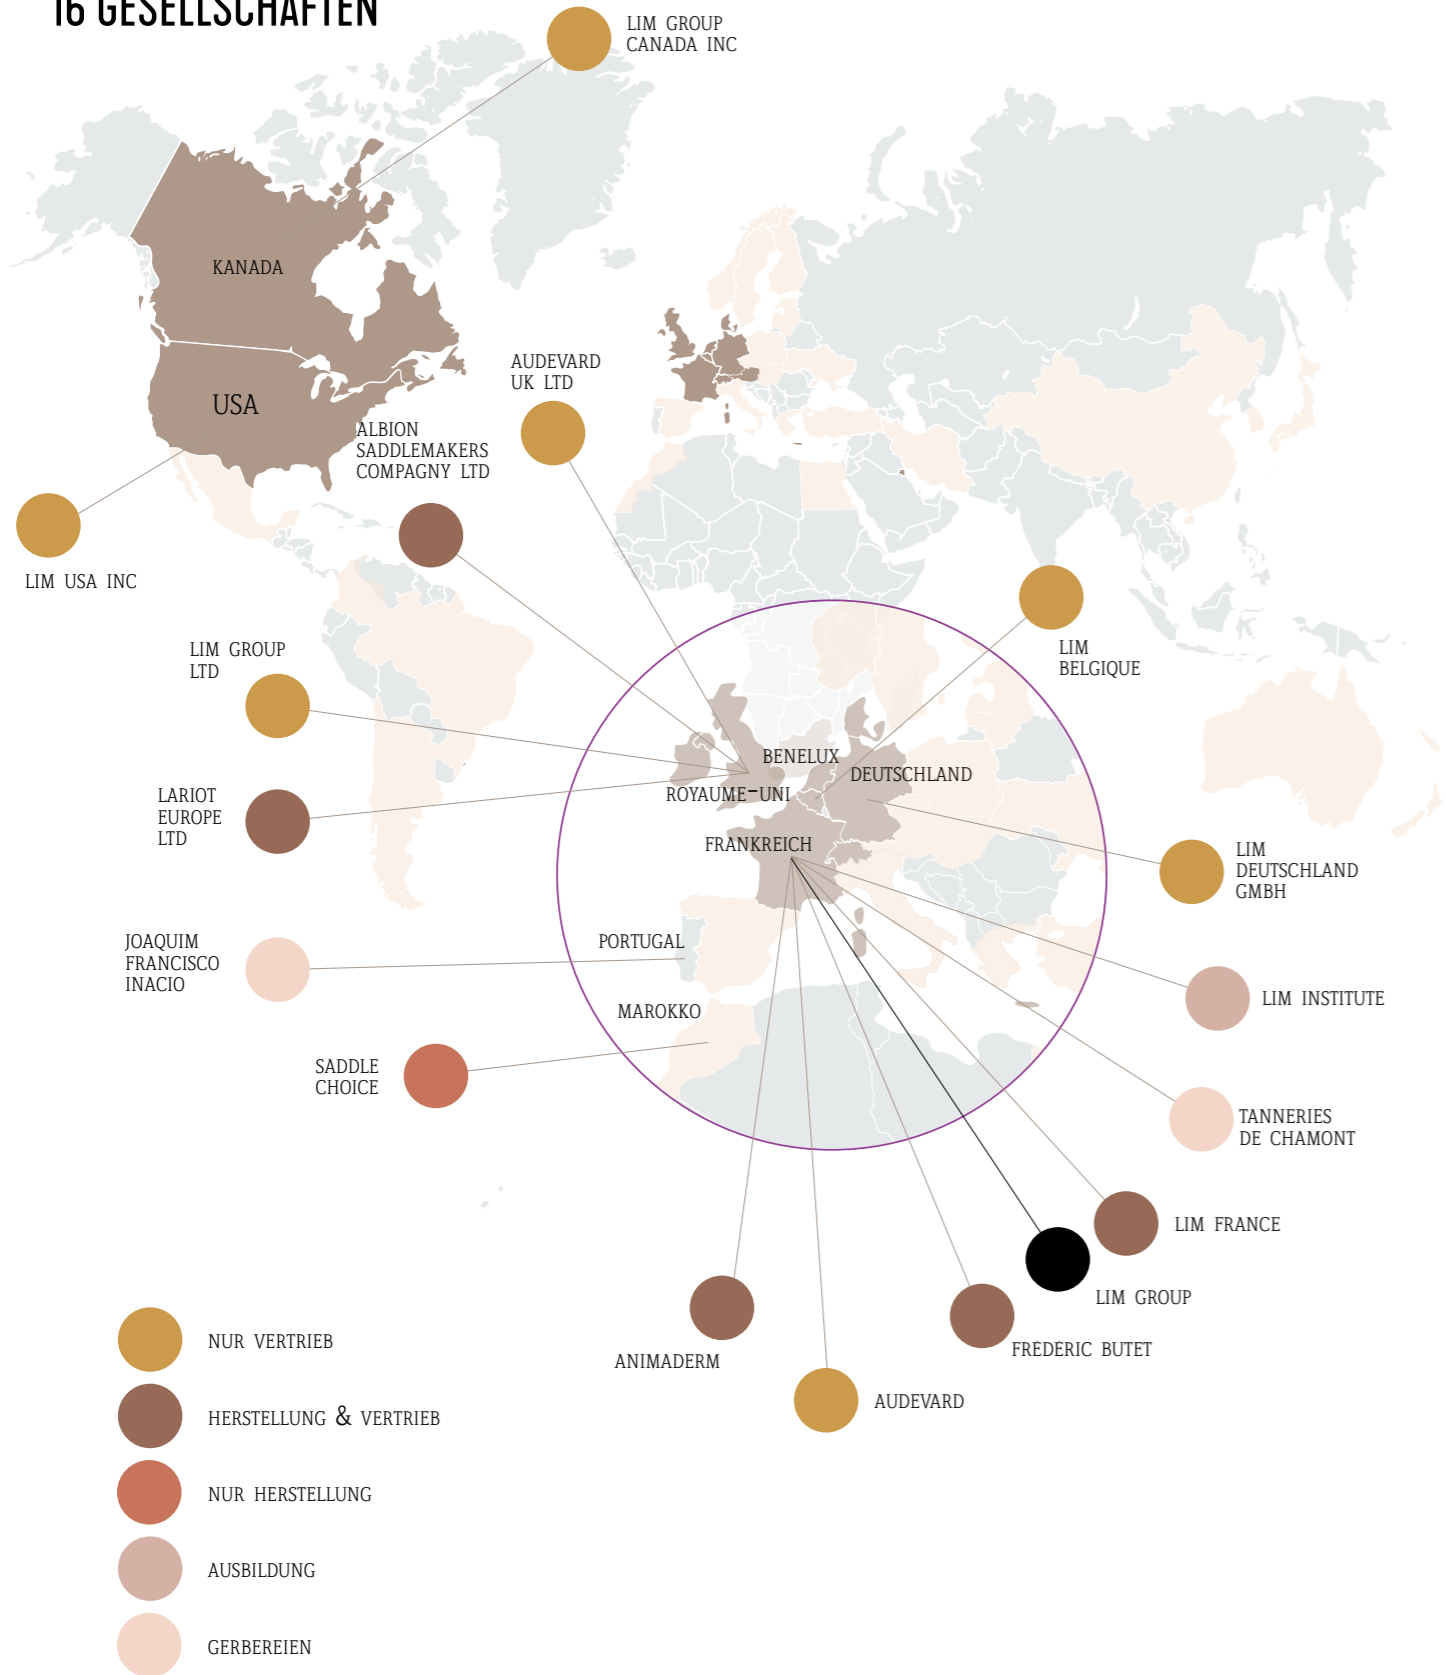 16 GESELLSCHAFTEN
LIM GROUP
CANADA INC
KANADA
USA
AUDEVARD
UK LTD
ALBION
SADDLEMAKERS
COMPAGNY LTD
LIM USA INC
LIM GROUP
LTD
LIM
BELGIQUE
BENELUX
DEUTSCHLAND
ROYAUME-UNI
LARIOT
EUROPE
LTD
FRANKREICH
LIM
DEUTSCHLAND
GMBH
JOAQUIM
FRANCISCO
INACIO
PORTUGAL
LIM INSTITUTE
MAROKKO
SADDLE
CHOICE
TANNERIES
DE CHAMONT
LIM FRANCE
LIM GROUP
FRÉDÉRIC BUTET
ANIMADERM
AUDEVARD
NUR VERTRIEB
HERSTELLUNG & VERTRIEB
NUR HERSTELLUNG
AUSBILDUNG
GERBEREIEN